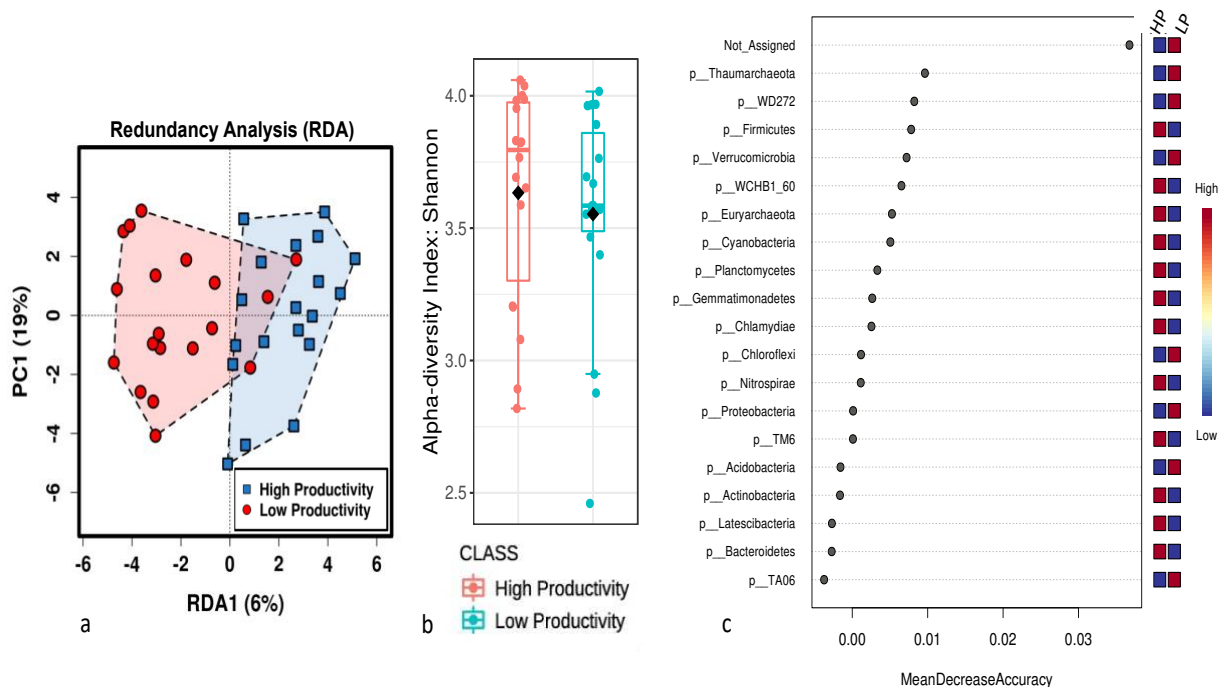 Redundancy Analysis (RDA)
PC1 (19%)
4
2
0
-2
-4
-6
High Productivity
Low Productivity
-6 -4 -2 0 2 4 6
RDA1 (6%)
a
Alpha-diversity Index: Shannon
4.0
3.5
3.0
2.5
CLASS
High Productivity
Low Productivity
b
HP LP
Not_Assigned
p__Thaumarchaeota
p__WD272
p__Firmicutes
p__Verrucomicrobia
p__WCHB1_60
p__Euryarchaeota
p__Cyanobacteria
p__Planctomycetes
p__Gemmatimonadetes
p__Chlamydiae
p__Chloroflexi
p__Nitrospirae
p__Proteobacteria
p__TM6
p__Acidobacteria
p__Actinobacteria
p__Latescibacteria
p__Bacteroidetes
p__TA06
0.00 0.01 0.02 0.03
MeanDecreaseAccuracy
High
Low
c